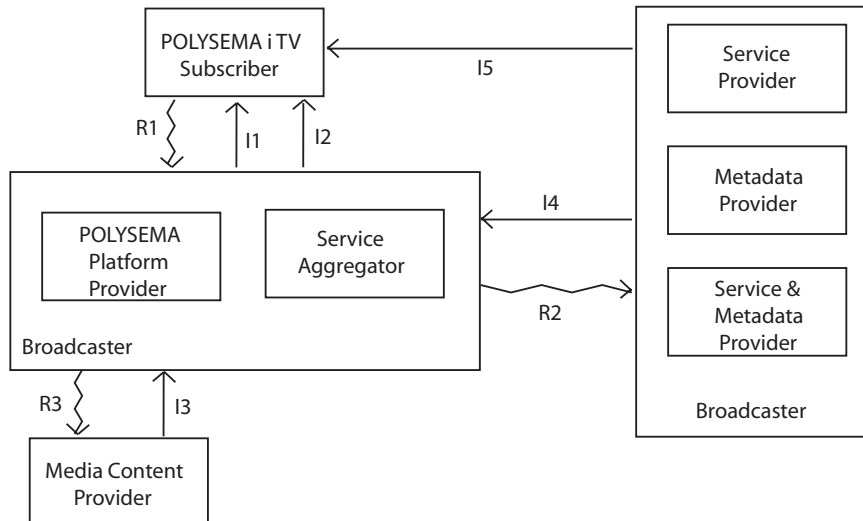 POLYSEMA i TV
Subscriber
I5
Service
Provider
R1
I1
I2
Metadata
Provider
I4
POLYSEMA
Platform
Provider
Service
Aggregator
R2
Service &
Metadata
Provider
Broadcaster
Broadcaster
R3
I3
Media Content
Provider